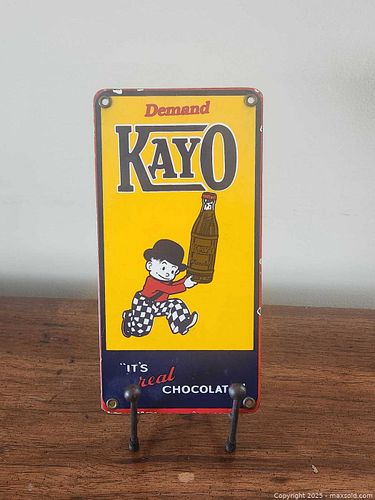 Demand
KAYO
"IT'S
real
CHOCOLAT
Copyright © 2025 - maxsold.com